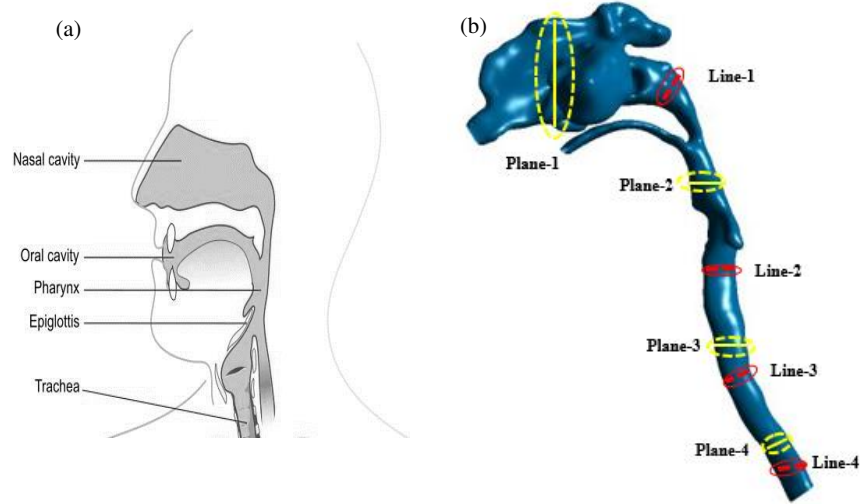 (a)
Nasal cavity
Oral cavity
Pharynx
Epiglottis
Trachea
(b)
Line-1
Plane-1
Plane-2
Line-2
Plane-3
Line-3
Plane-4
Line-4